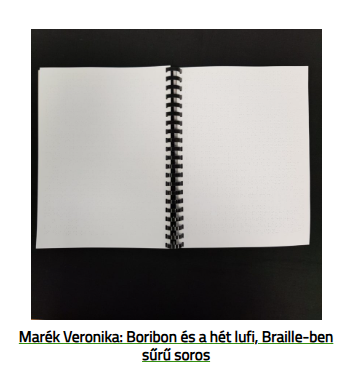 Marék Veronika: Boribon és a hét lufi, Braille-ben
sűrű soros